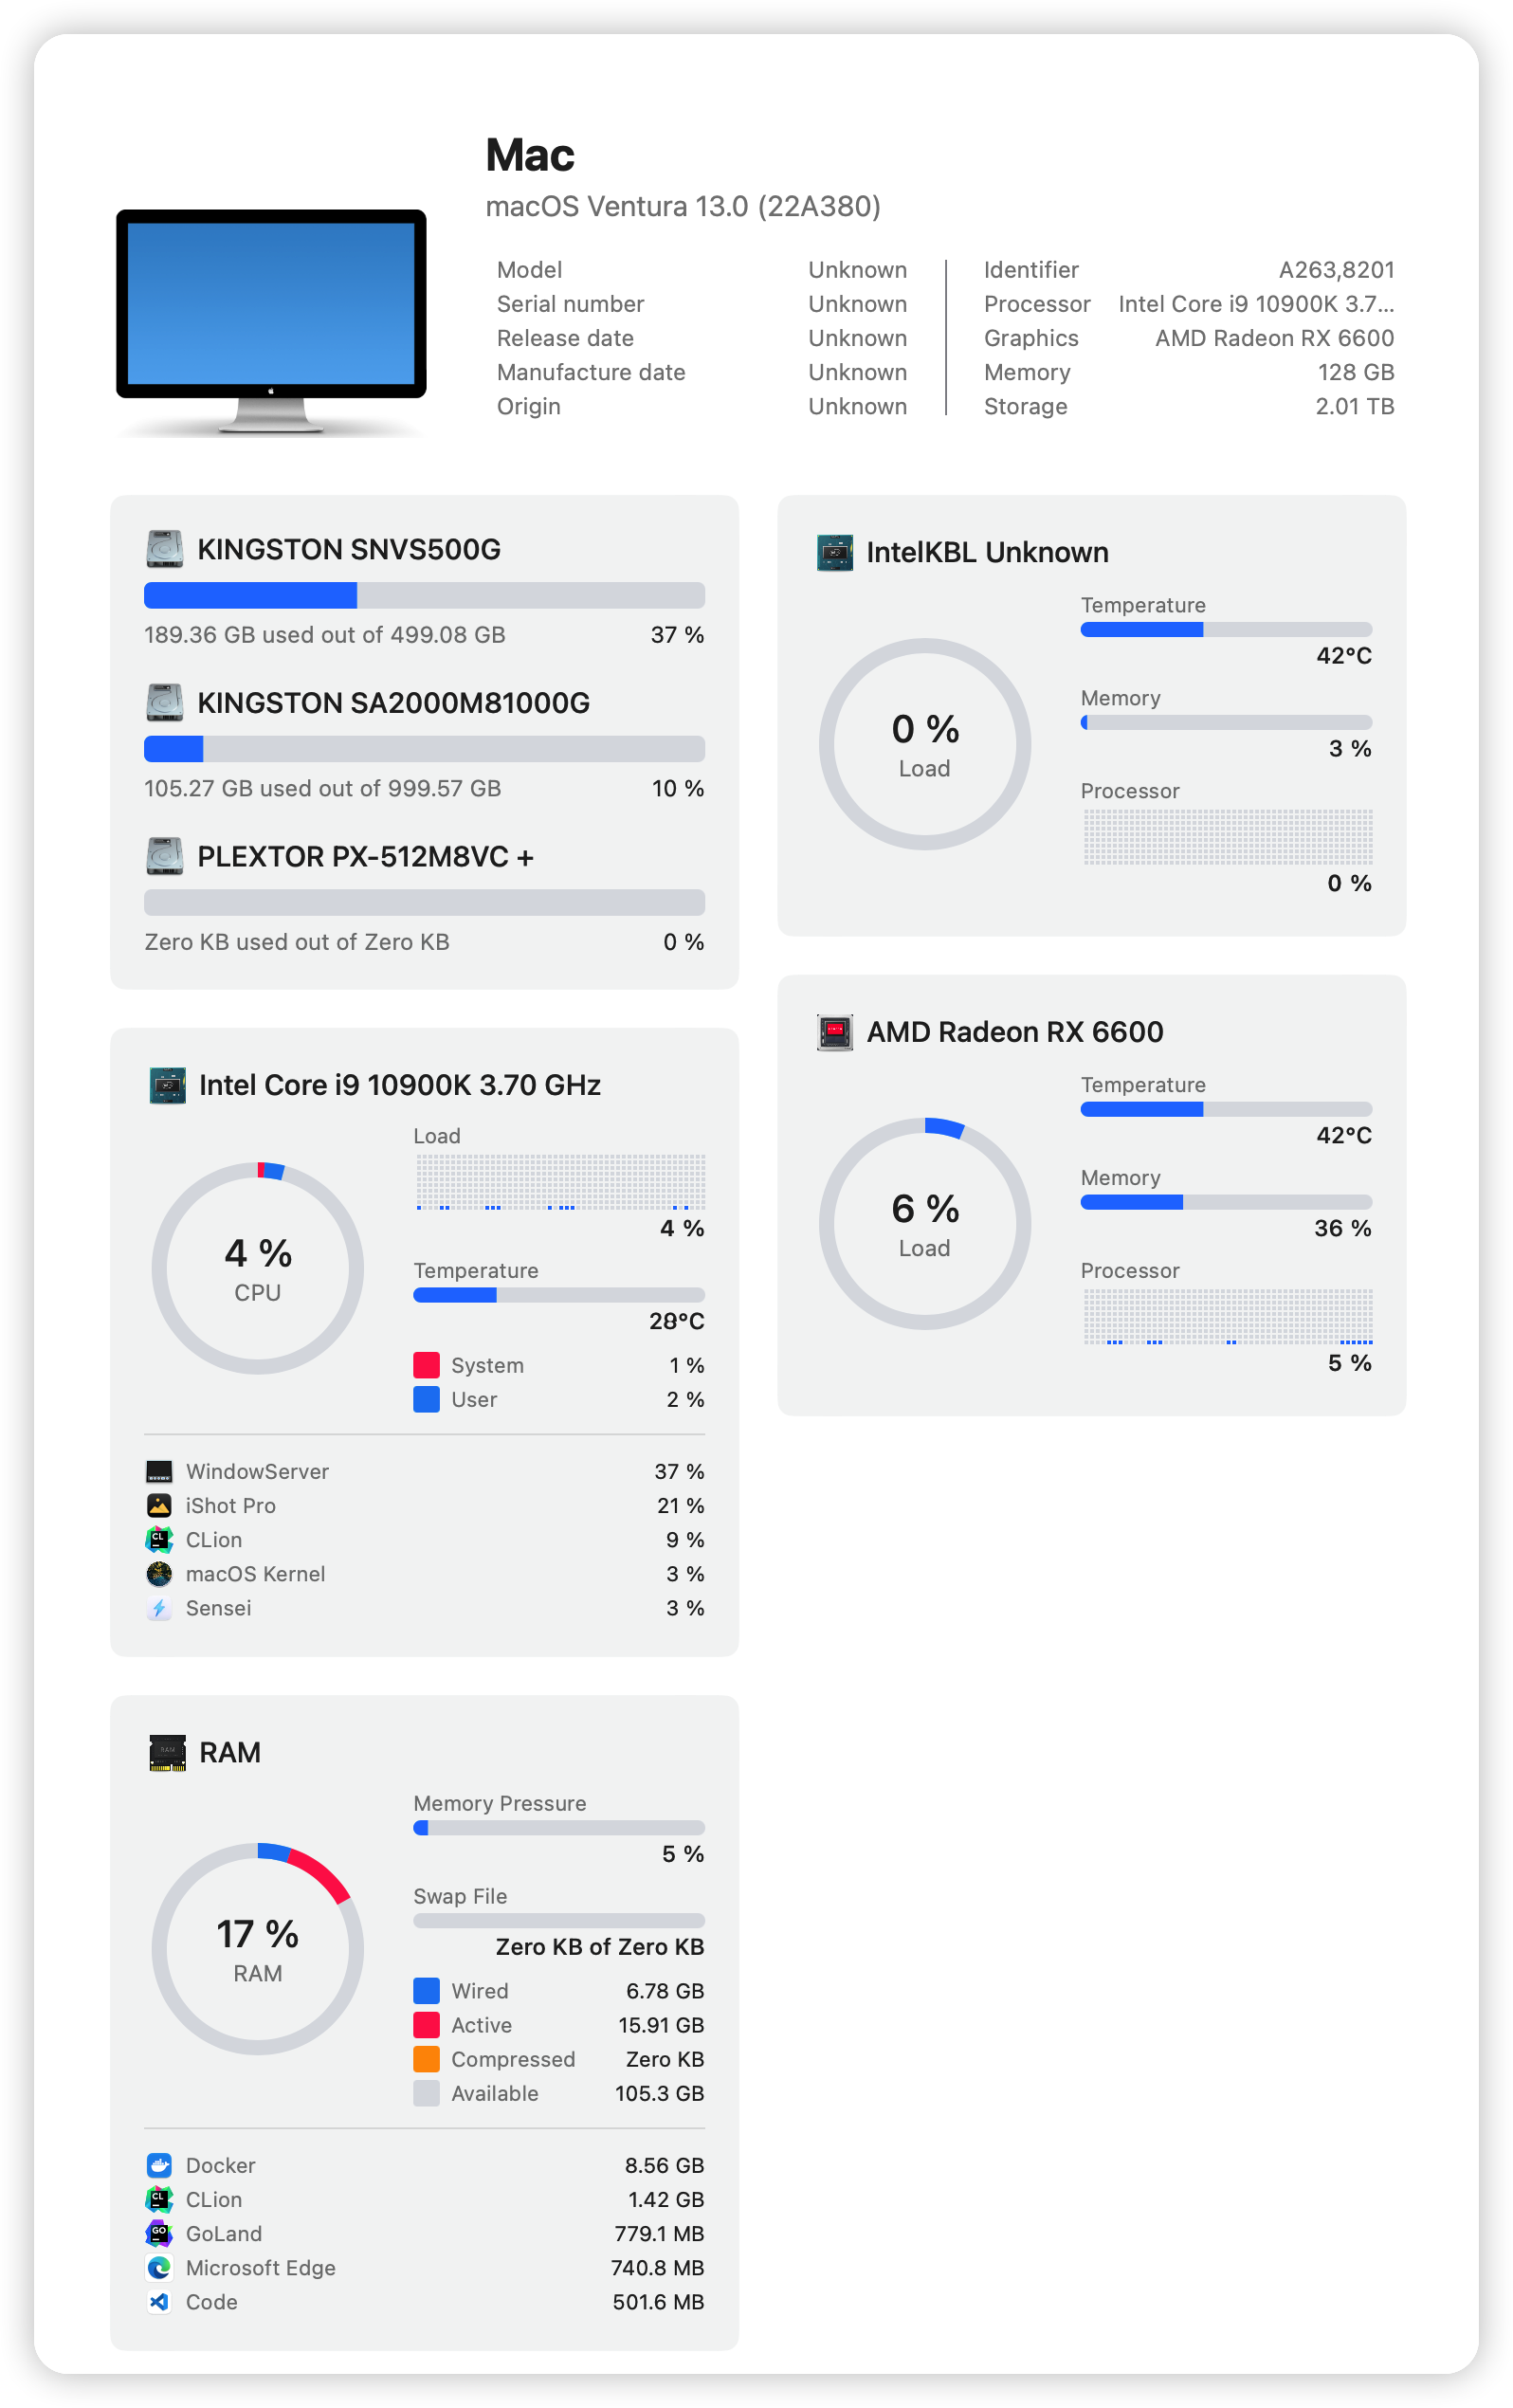 Mac
macOS Ventura 13.0 (22A380)
Model Unknown
Serial number Unknown
Release date Unknown
Manufacture date Unknown
Origin Unknown
Identifier A263,8201
Processor Intel Core i9 10900K 3.7...
Graphics AMD Radeon RX 6600
Memory 128 GB
Storage 2.01 TB
KINGSTON SNVS500G
189.36 GB used out of 499.08 GB 37 %
KINGSTON SA2000M81000G
105.27 GB used out of 999.57 GB 10 %
PLEXTOR PX-512M8VC +
Zero KB used out of Zero KB 0 %
Intel Core i9 10900K 3.70 GHz
4 %
CPU
Load
4 %
Temperature
28°C
System 1 %
User 2 %
WindowServer 37 %
iShot Pro 21 %
CL
CLion 9 %
macOS Kernel 3 %
Sensei 3 %
RAM
RAM
17 %
RAM
Memory Pressure
5 %
Swap File
Zero KB of Zero KB
Wired 6.78 GB
Active 15.91 GB
Compressed Zero KB
Available 105.3 GB
Docker 8.56 GB
CL
CLion 1.42 GB
GO
GoLand 779.1 MB
Microsoft Edge 740.8 MB
Code 501.6 MB
IntelKBL Unknown
0 %
Load
Temperature
42°C
Memory
3 %
Processor
0 %
AMD Radeon RX 6600
6 %
Load
Temperature
42°C
Memory
36 %
Processor
5 %